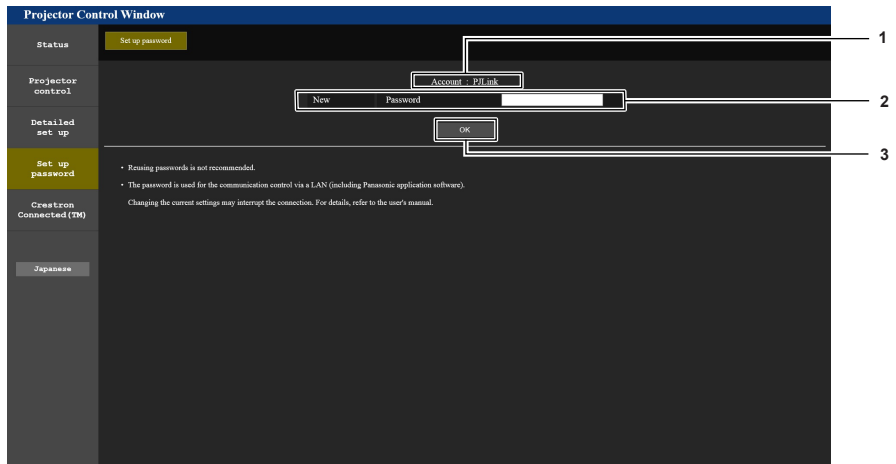 Projector Control Window
Status
Set up password
1
Projector
control
Account : PJLink
New Password
2
Detailed
set up
OK
3
Set up
password
• Reusing passwords is not recommended.
• The password is used for the communication control via a LAN (including Panasonic application software).
Changing the current settings may interrupt the connection. For details, refer to the user's manual.
Crestron
Connected(TM)
Japanese